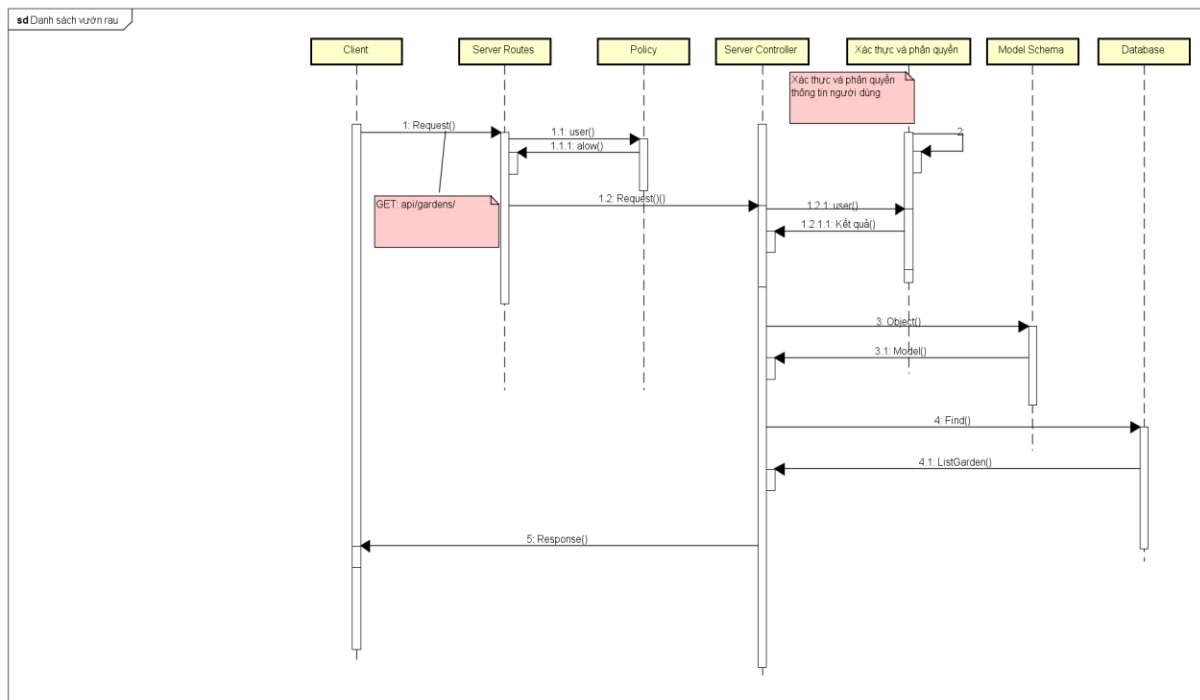 sd Danh sách vườn rau
Client
Server Routes
Policy
Server Controller
Xác thực và phân quyền
Model Schema
Database
Xác thực và phân quyền
thông tin người dùng
1: Request()
1.1: user()
2:
1.1.1: alow()
GET: api/gardens/
1.2: Request()()
1.2.1: user()
1.2.1.1: Kết quả()
3: Object()
3.1: Model()
4: Find()
4.1: ListGarden()
5: Response()